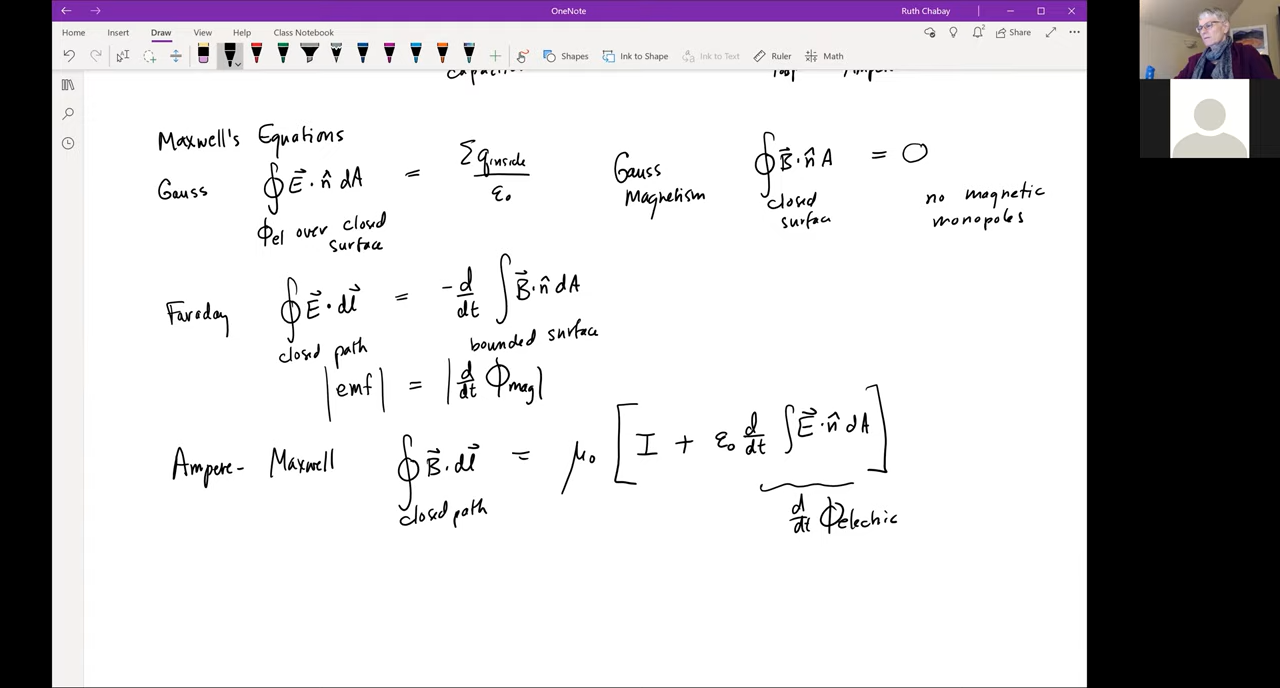 OneNote
Ruth Chabay
Home Insert Draw View Help Class Notebook
Share
Shapes Ink to Shape Ink to Text Ruler Math
Maxwell's Equations
Gauss ∮ E⃗ · n̂ dA = Σ q inside / ε₀
Φel over closed surface
Gauss Magnetism ∮ B⃗ · n̂ A = 0
closed surface
no magnetic monopoles
Faraday ∮ E⃗ · dl⃗ = - d/dt ∫ B⃗ · n̂ dA
closed path bounded surface
|emf| = |d/dt Φmag|
Ampere - Maxwell ∮ B⃗ · dl⃗ = μ₀ [ I + ε₀ d/dt ∫ E⃗ · n̂ dA ]
closed path
d/dt Φelectric